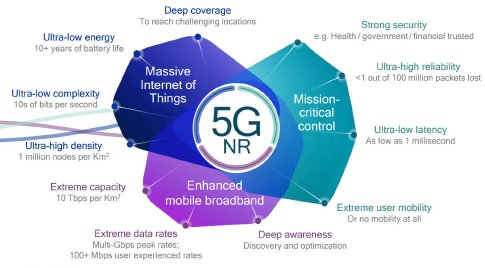 Deep coverage
To reach challenging locations
Ultra-low energy
10+ years of battery life
Ultra-low complexity
10s of bits per second
Ultra-high density
1 million nodes per Km²
Massive
Internet of
Things
Strong security
e.g. Health / government / financial trusted
Ultra-high reliability
<1 out of 100 million packets lost
Ultra-low latency
As low as 1 millisecond
Extreme user mobility
Or no mobility at all
Mission-
critical
control
5G
NR
Enhanced
mobile broadband
Extreme capacity
10 Tbps per Km²
Extreme data rates
Multi-Gbps peak rates;
100+ Mbps user experienced rates
Deep awareness
Discovery and optimization